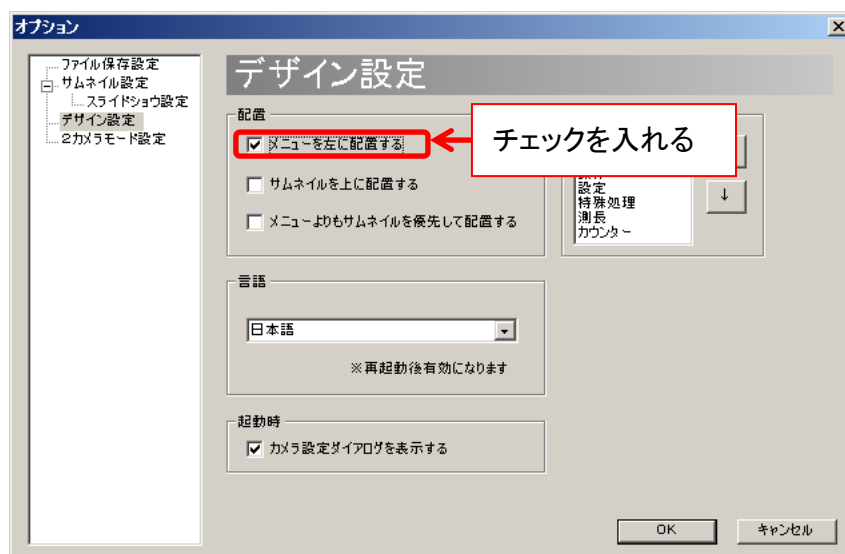 オプション
ファイル保存設定
サムネイル設定
スライドショウ設定
デザイン設定
2カメラモード設定
デザイン設定
配置
メニューを左に配置する
チェックを入れる
サムネイルを上に配置する
メニューよりもサムネイルを優先して配置する
設定
特殊処理
測長
カウンター
↓
言語
日本語
※再起動後有効になります
起動時
カメラ設定ダイアログを表示する
OK
キャンセル